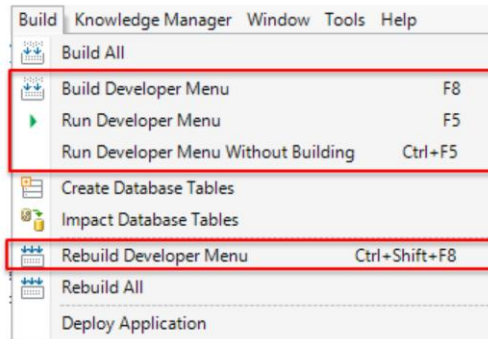 Build Knowledge Manager Window Tools Help
Build All
Build Developer Menu F8
Run Developer Menu F5
Run Developer Menu Without Building Ctrl+F5
Create Database Tables
Impact Database Tables
Rebuild Developer Menu Ctrl+Shift+F8
Rebuild All
Deploy Application